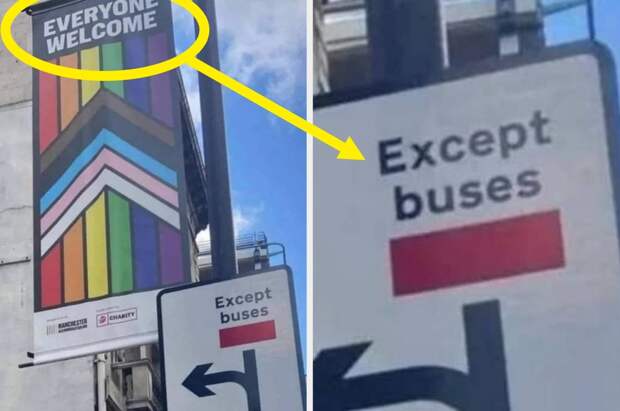 EVERYONE
WELCOME
MANCHESTER
CHARITY
Except
buses
Except
buses